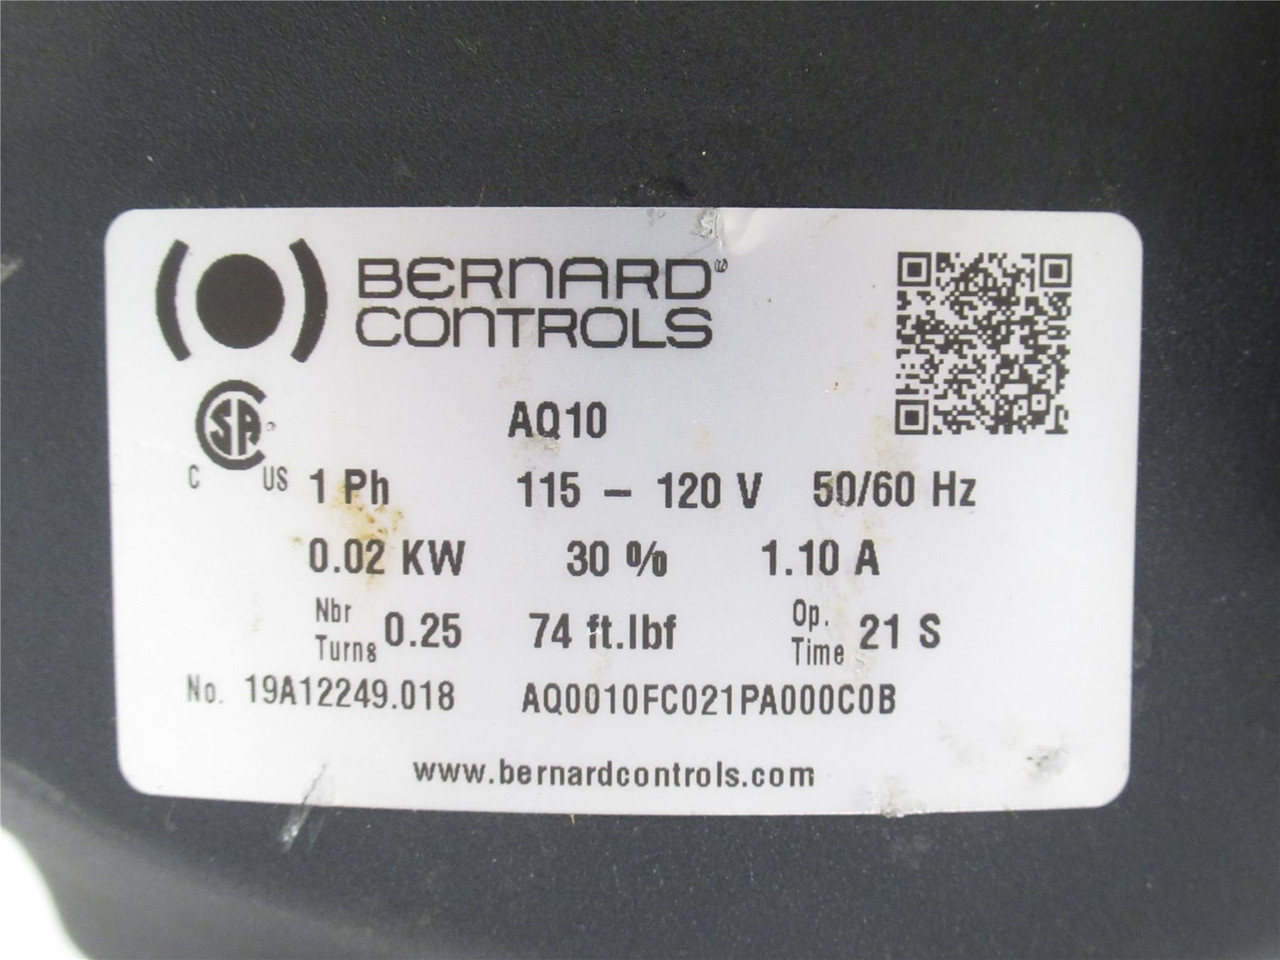 BERNARD®
CONTROLS
AQ10
SA
C US
1 Ph 115 – 120 V 50/60 Hz
0.02 KW 30 % 1.10 A
Nbr Turns 0.25 74 ft.lbf Op. Time 21 S
No. 19A12249.018 AQ0010FC021PA000C0B
www.bernardcontrols.com